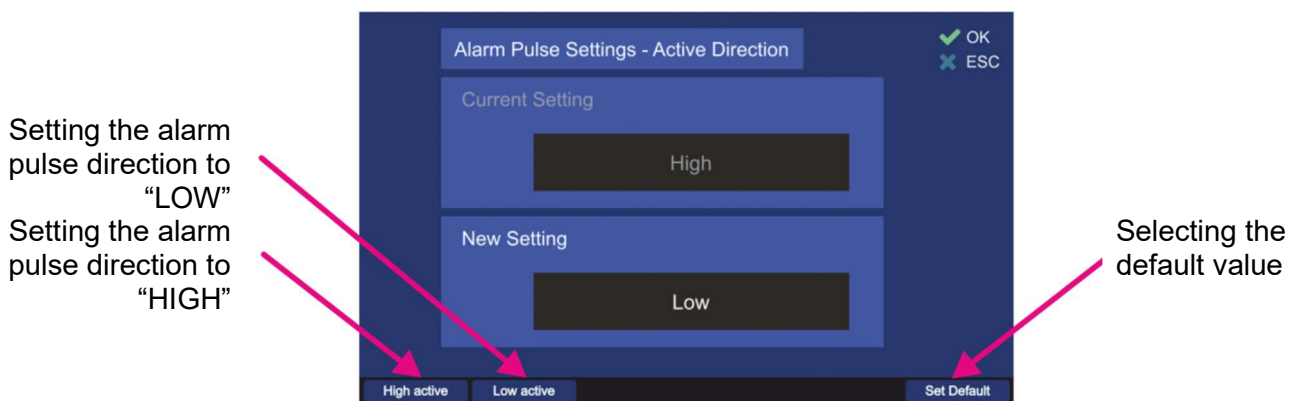 Alarm Pulse Settings - Active Direction
OK
ESC
Current Setting
High
Setting the alarm
pulse direction to
“LOW”
Setting the alarm
pulse direction to
“HIGH”
New Setting
Low
Selecting the
default value
High active
Low active
Set Default